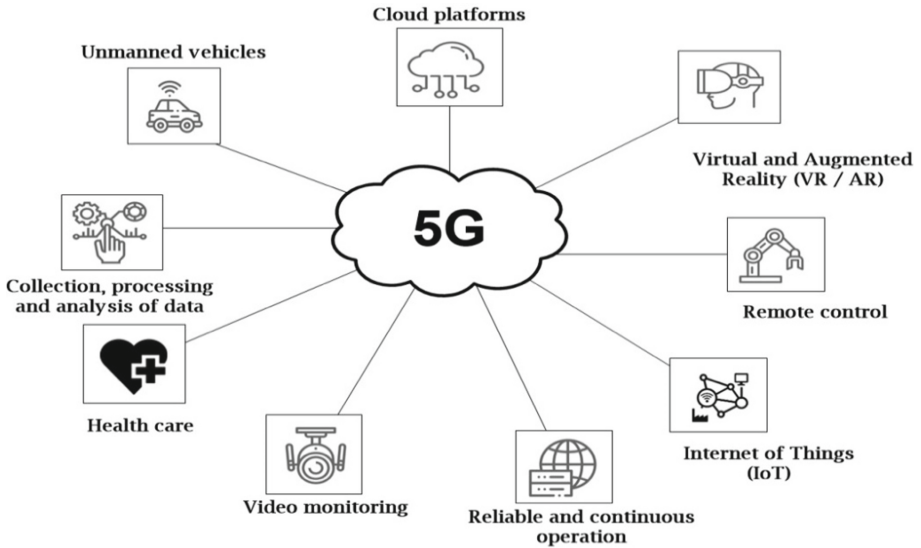 Cloud platforms
Unmanned vehicles
Virtual and Augmented
Reality (VR / AR)
5G
Collection, processing
and analysis of data
Remote control
Health care
Internet of Things
(IoT)
Video monitoring
Reliable and continuous
operation